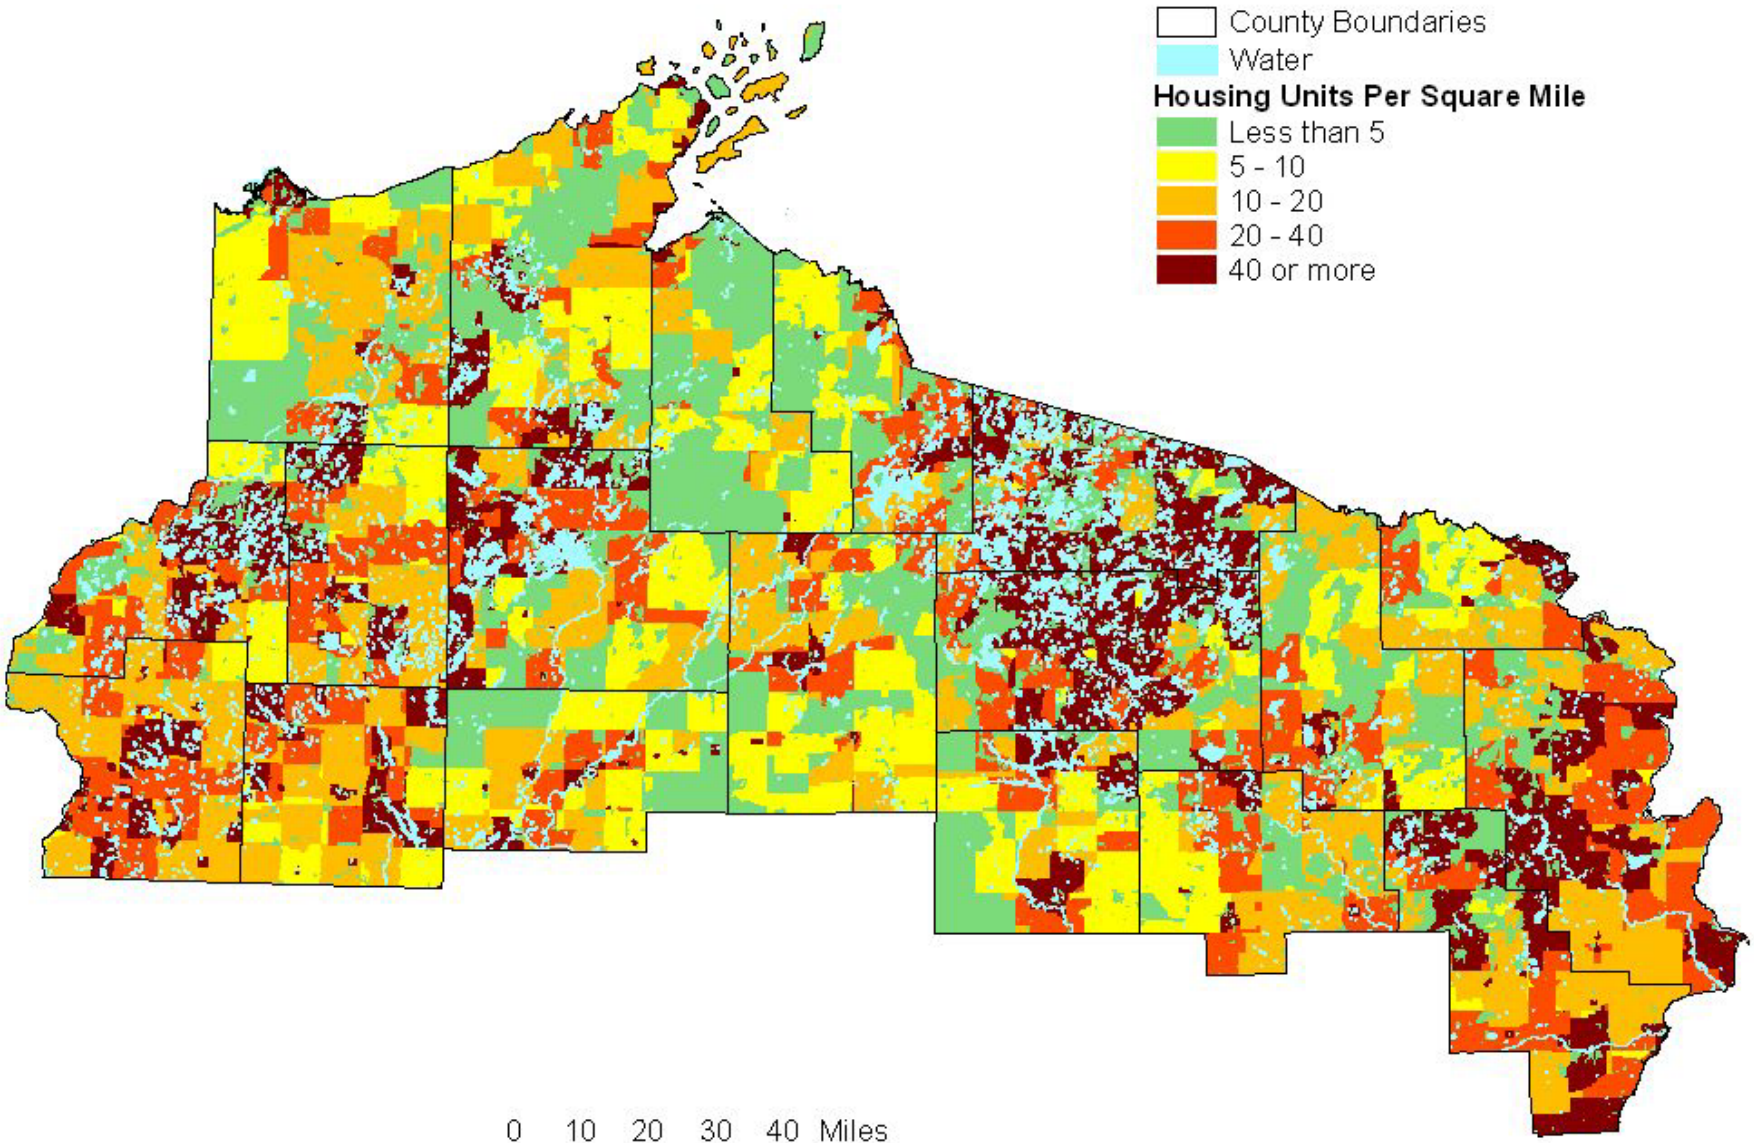 County Boundaries
Water
Housing Units Per Square Mile
Less than 5
5 - 10
10 - 20
20 - 40
40 or more
0 10 20 30 40 Miles